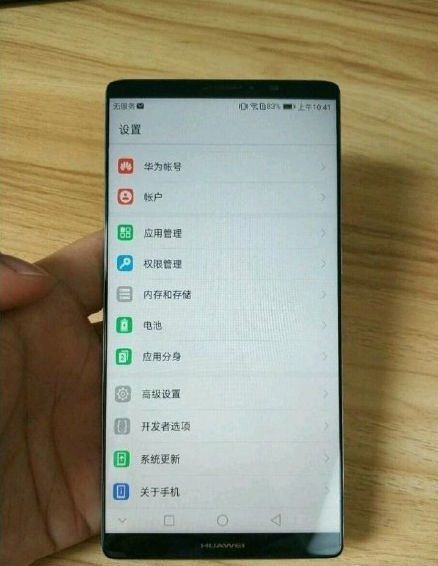 无服务 83% 上午10:41
设置
华为帐号
帐户
应用管理
权限管理
内存和存储
电池
应用分身
高级设置
开发者选项
系统更新
关于手机
HUAWEI